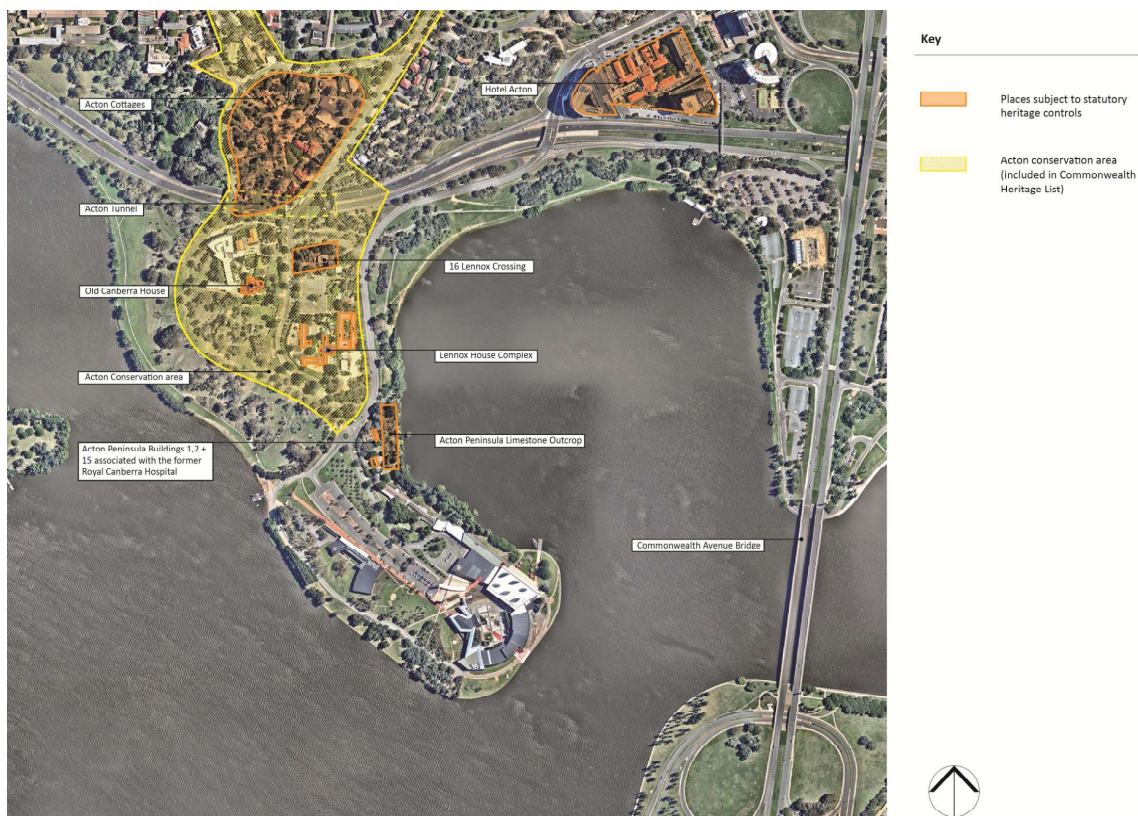 Key
Places subject to statutory
heritage controls
Acton conservation area
(included in Commonwealth
Heritage List)
Hotel Acton
Acton Cottages
Acton Tunnel
16 Lennox Crossing
Old Canberra House
Lennox House Complex
Acton Conservation area
Acton Peninsula Buildings 1,2 +
15 associated with the former
Royal Canberra Hospital
Acton Peninsula Limestone Outcrop
Commonwealth Avenue Bridge